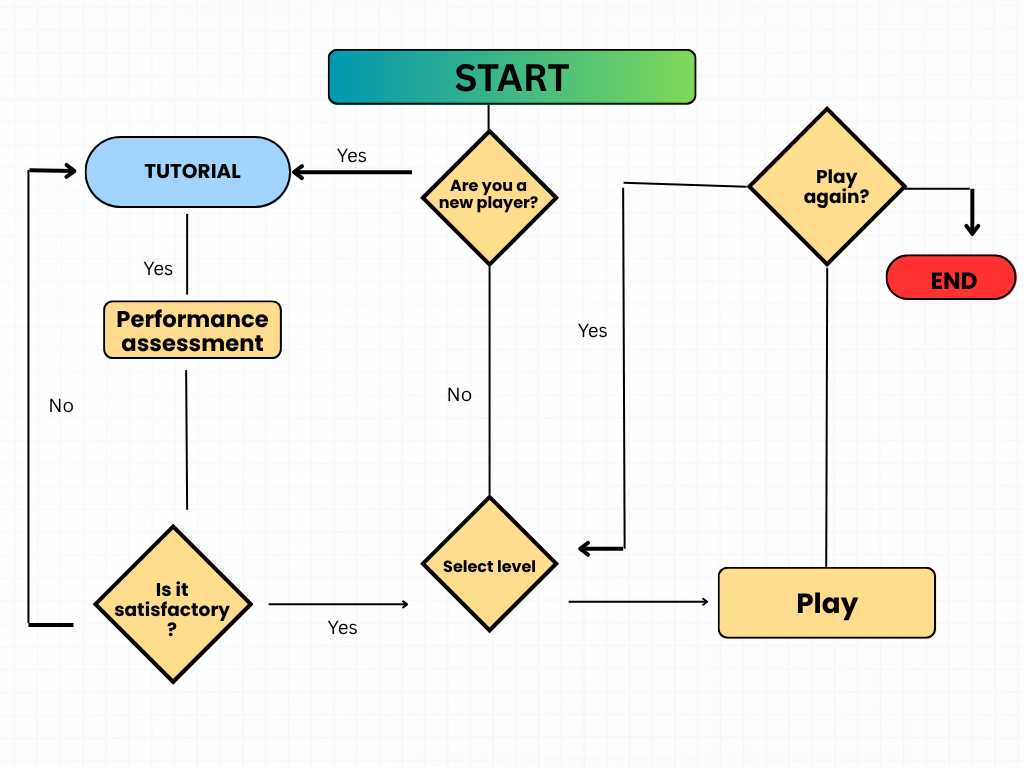 START
Yes
TUTORIAL
Are you a
new player?
Play
again?
Yes
END
Performance
assessment
Yes
No
No
Select level
Is it
satisfactory
?
Yes
Play